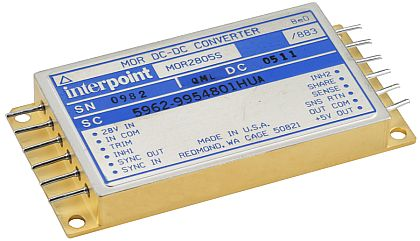 MOR DC-DC CONVERTER
MOR2805S
BeO
/883
interpoint
SN 0982 QML DC 0511
SC 5962-9954801HUA
28V IN
IN COM
TRIM
INH1
SYNC OUT
SYNC IN
INH2
SHARE
SENSE
SNS RTN
OUT COM
+5V OUT
MADE IN U.S.A.
REDMOND, WA CAGE 50821